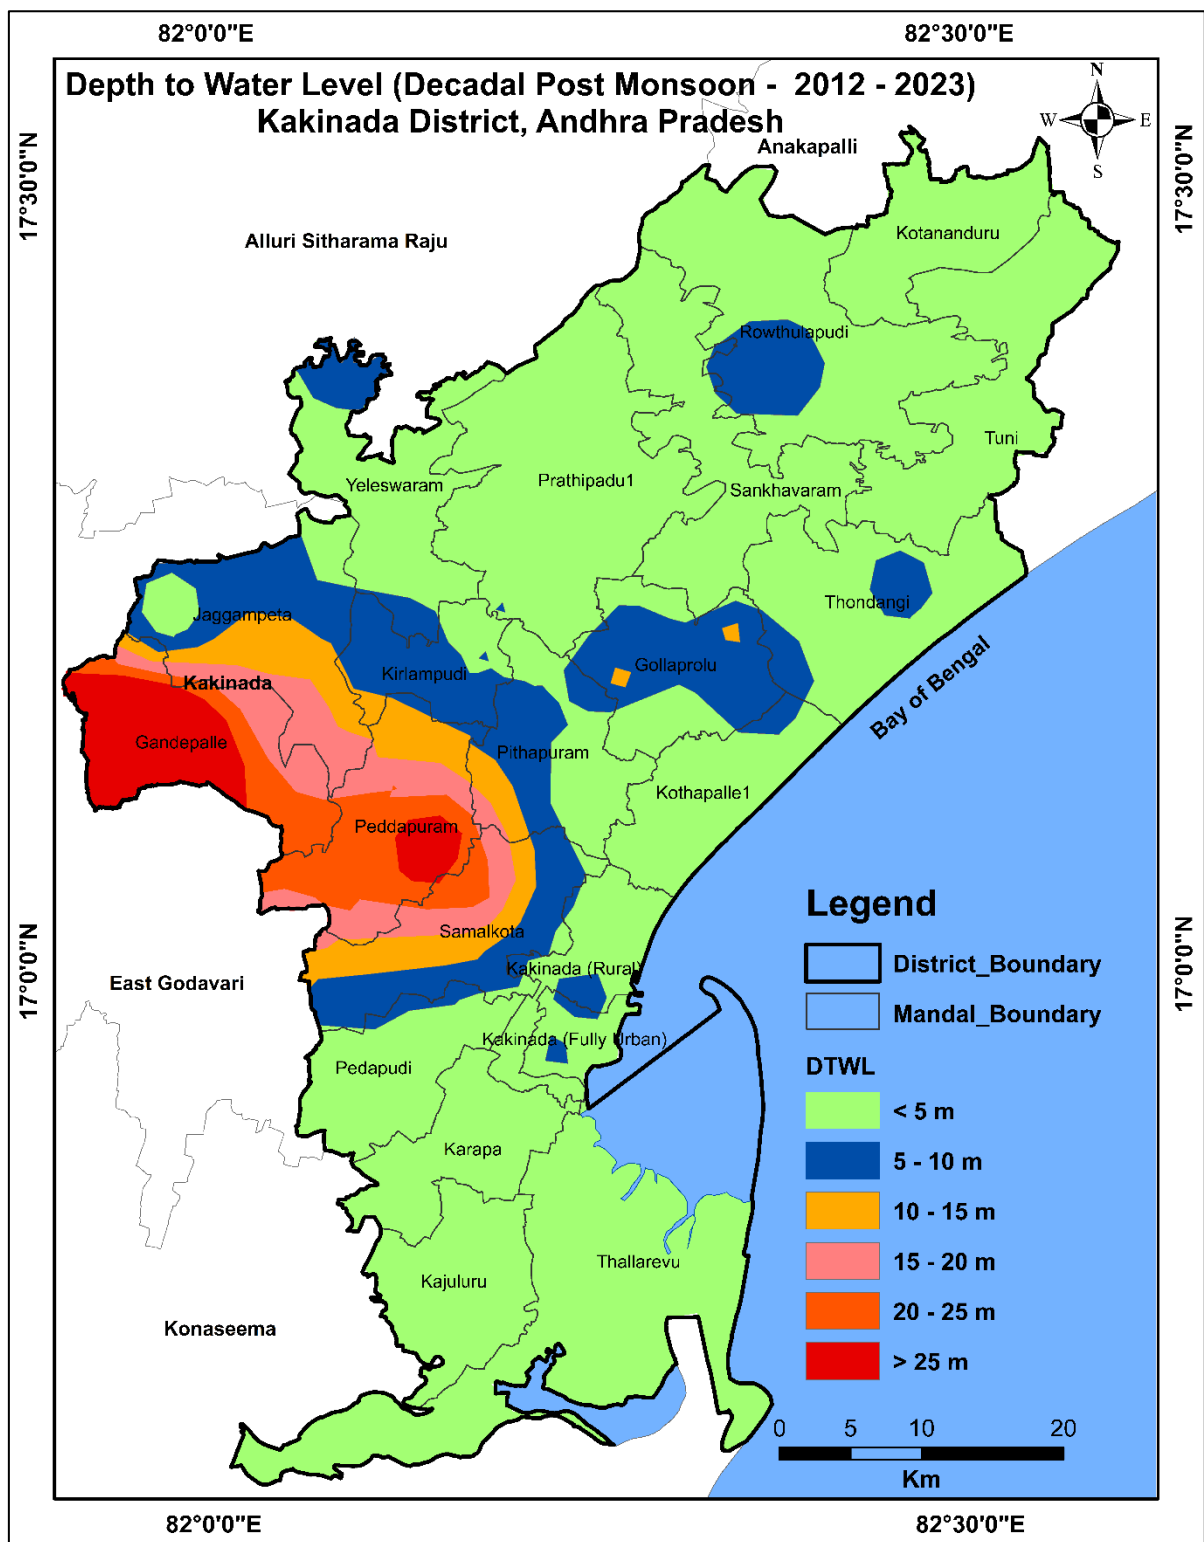 82°0'0"E
82°30'0"E
Depth to Water Level (Decadal Post Monsoon - 2012 - 2023)
Kakinada District, Andhra Pradesh
N
W
E
S
17°30'0"N
17°30'0"N
Anakapalli
Alluri Sitharama Raju
Kotananduru
Rowthulapudi
Tuni
Yeleswaram
Prathipadu1
Sankhavaram
Jaggampeta
Thondangi
Kirlampudi
Gollaprolu
Kakinada
Bay of Bengal
Gandepalle
Pithapuram
Kothapalle1
Peddapuram
Samalkota
Kakinada (Rural)
East Godavari
17°0'0"N
17°0'0"N
Kakinada (Fully Urban)
Pedapudi
Karapa
Kajuluru
Thallarevu
Konaseema
Legend
District_Boundary
Mandal_Boundary
DTWL
< 5 m
5 - 10 m
10 - 15 m
15 - 20 m
20 - 25 m
> 25 m
0 5 10 20
Km
82°0'0"E
82°30'0"E